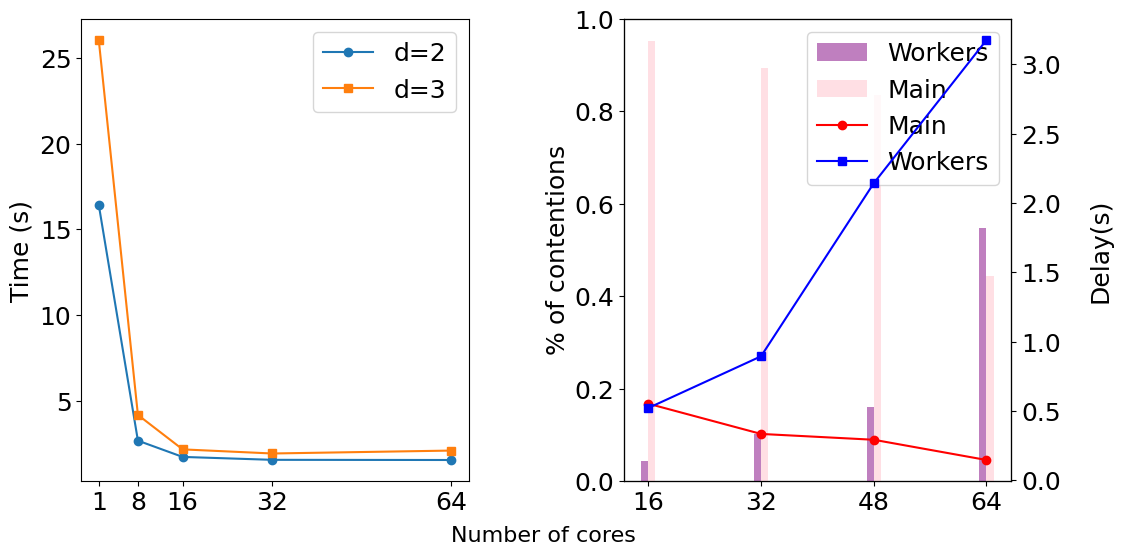 Time (s)
25
20
15
10
5
1 8 16 32 64
d=2
d=3
% of contentions
1.0
0.8
0.6
0.4
0.2
0.0
16 32 48 64
Workers
Main
Main
Workers
3.0
2.5
2.0
1.5
1.0
0.5
0.0
Delay(s)
Number of cores